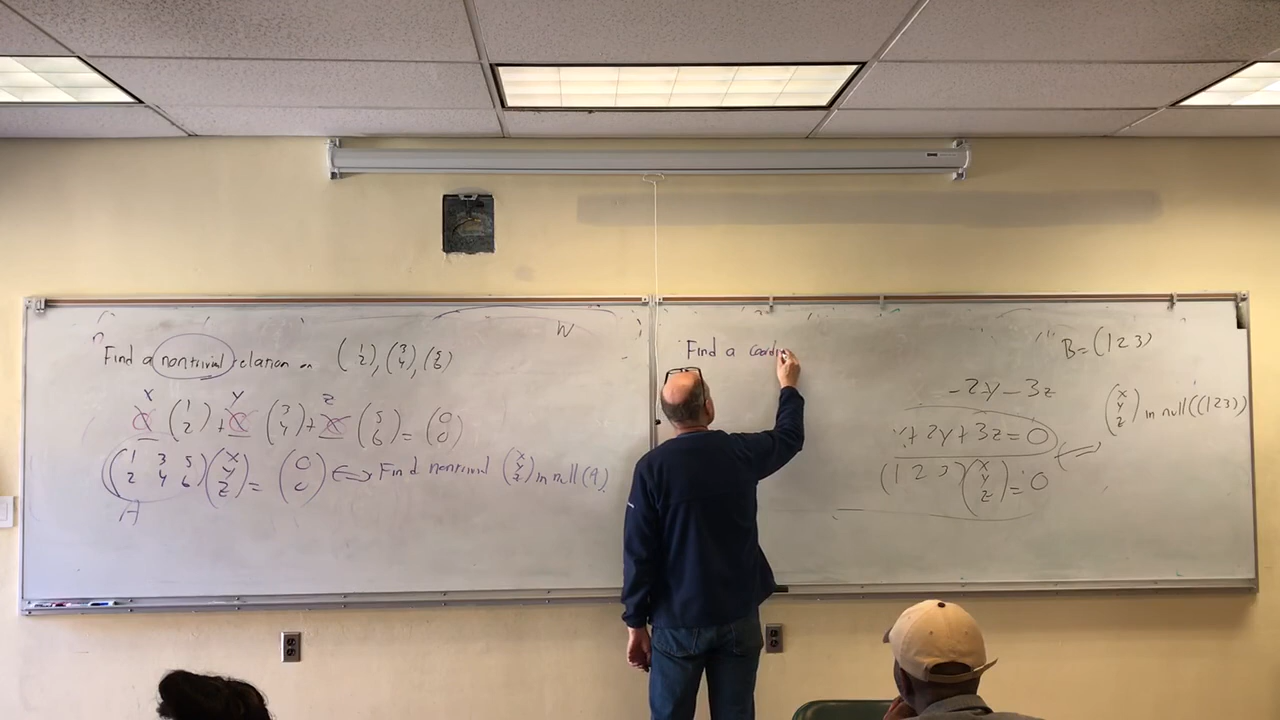 Find a nontrivial relation on (1 2), (3 4), (5 6)
x y z
(1 2) + (3 4) + (5 6) = (0 0)
(1 3 5 2 4 6) (x y z) = (0 0) ⟺ Find nontrivial (x y z) in null(A)
A
W
Find a coordin
B = (1 2 3)
-2y - 3z
x + 2y + 3z = 0
(x y z) in null((1 2 3))
(1 2 3) (x y z) = 0